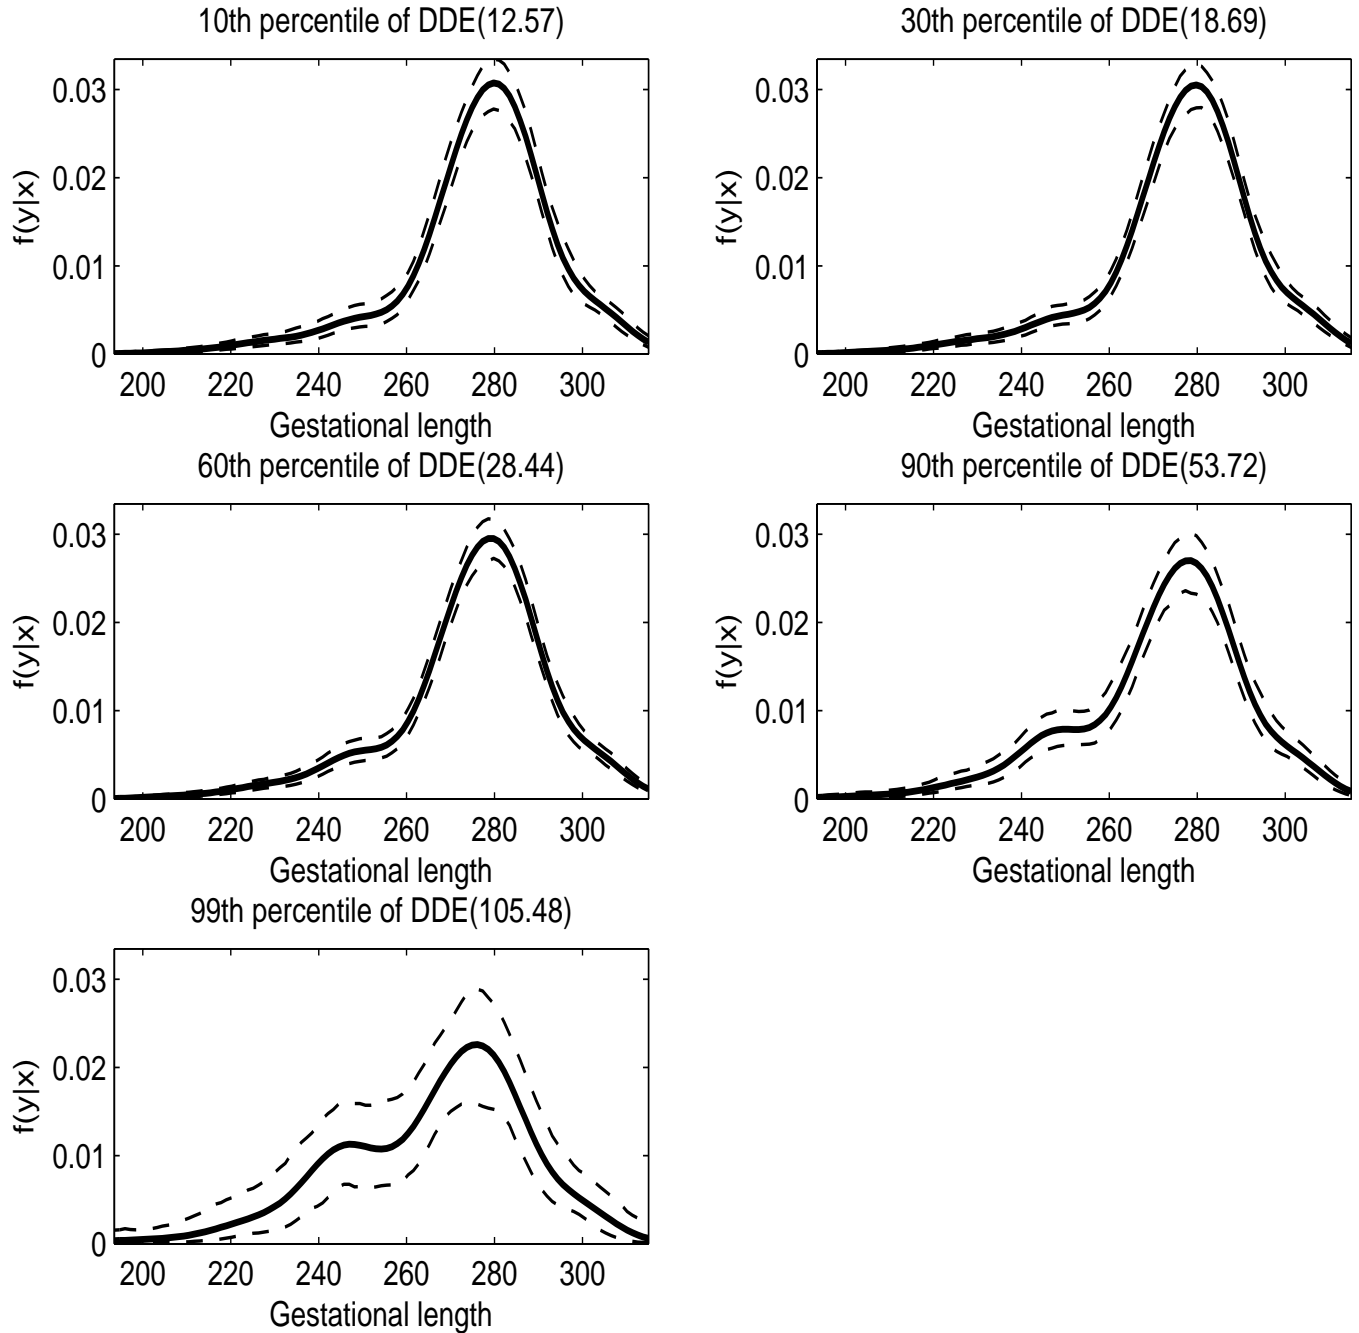 10th percentile of DDE(12.57)
0.03
0.02
0.01
0
f(y|x)
200 220 240 260 280 300
Gestational length
30th percentile of DDE(18.69)
0.03
0.02
0.01
0
f(y|x)
200 220 240 260 280 300
Gestational length
60th percentile of DDE(28.44)
0.03
0.02
0.01
0
f(y|x)
200 220 240 260 280 300
Gestational length
90th percentile of DDE(53.72)
0.03
0.02
0.01
0
f(y|x)
200 220 240 260 280 300
Gestational length
99th percentile of DDE(105.48)
0.03
0.02
0.01
0
f(y|x)
200 220 240 260 280 300
Gestational length